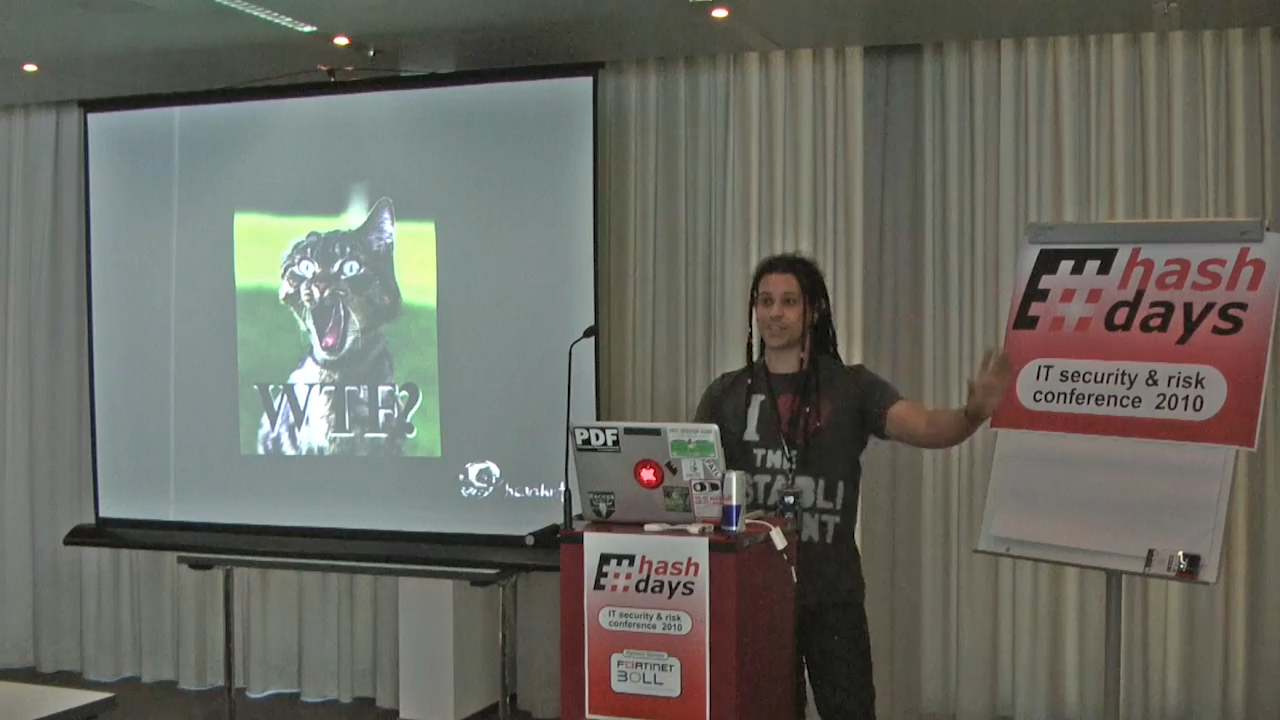 WTF?
hash
days
IT security & risk
conference 2010
PDF
I
THE
STABLI
NT
hash
days
IT security & risk
conference 2010
FORTINET
BOLL